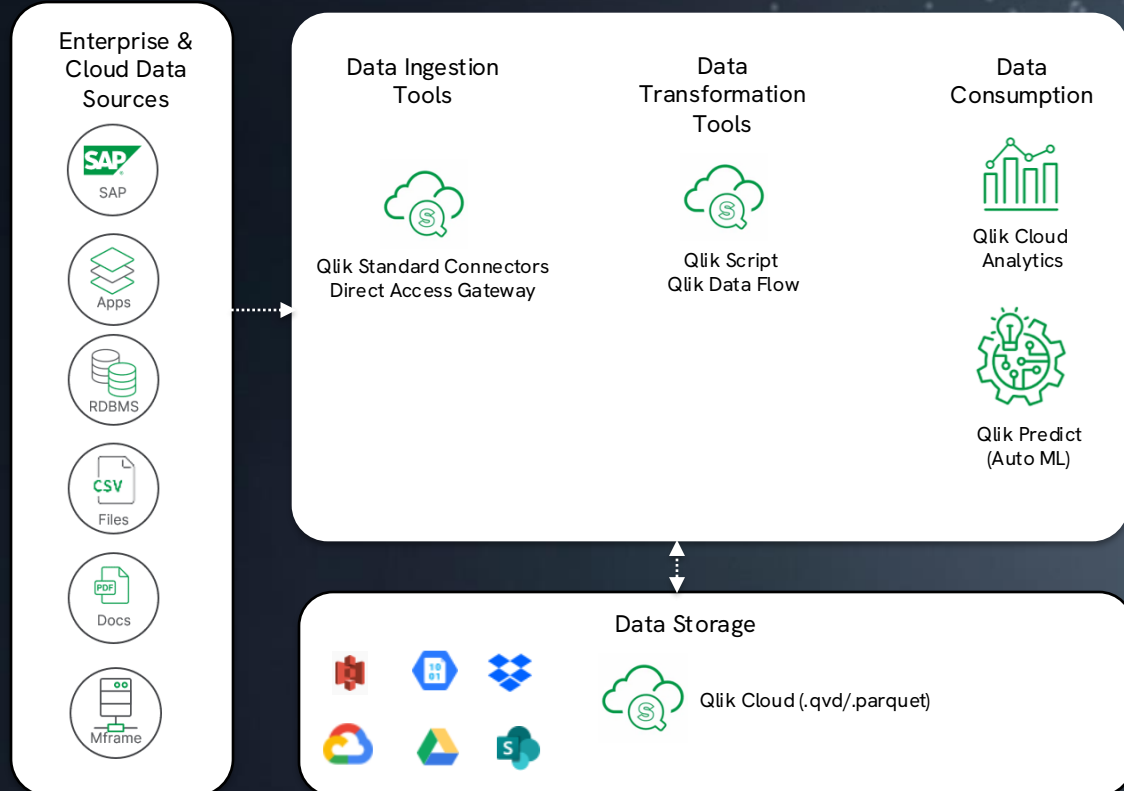 Enterprise &
Cloud Data
Sources
SAP
SAP
Apps
RDBMS
CSV
Files
PDF
Docs
Mframe
Data Ingestion
Tools
S
Qlik Standard Connectors
Direct Access Gateway
Data
Transformation
Tools
S
Qlik Script
Qlik Data Flow
Data
Consumption
Qlik Cloud
Analytics
Qlik Predict
(Auto ML)
Data Storage
10
01
S
S
Qlik Cloud (.qvd/.parquet)